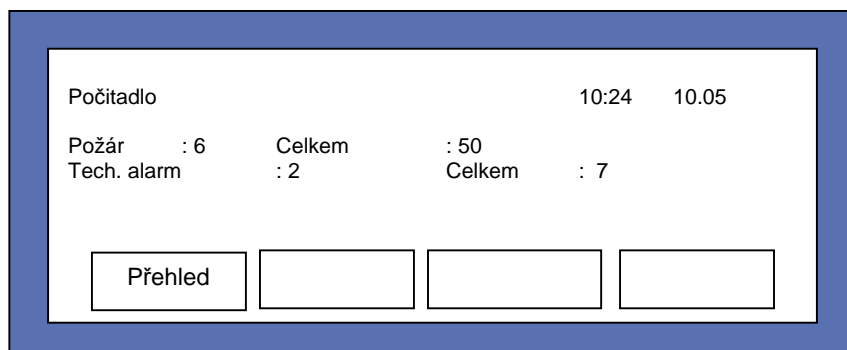 Počitadlo 10:24 10.05
Požár : 6 Celkem : 50
Tech. alarm : 2 Celkem : 7
Přehled